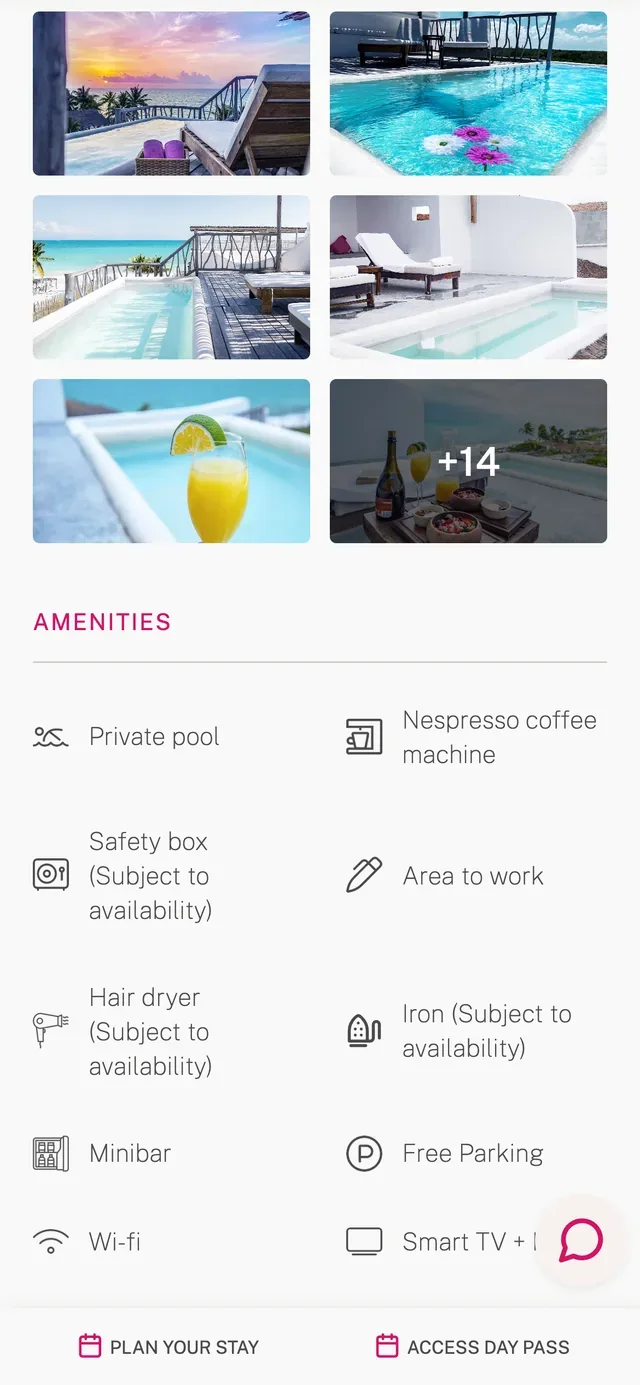 +14
AMENITIES
Private pool
Nespresso coffee
machine
Safety box
(Subject to
availability)
Area to work
Hair dryer
(Subject to
availability)
Iron (Subject to
availability)
Minibar
P
Free Parking
Wi-fi
Smart TV +
PLAN YOUR STAY
ACCESS DAY PASS